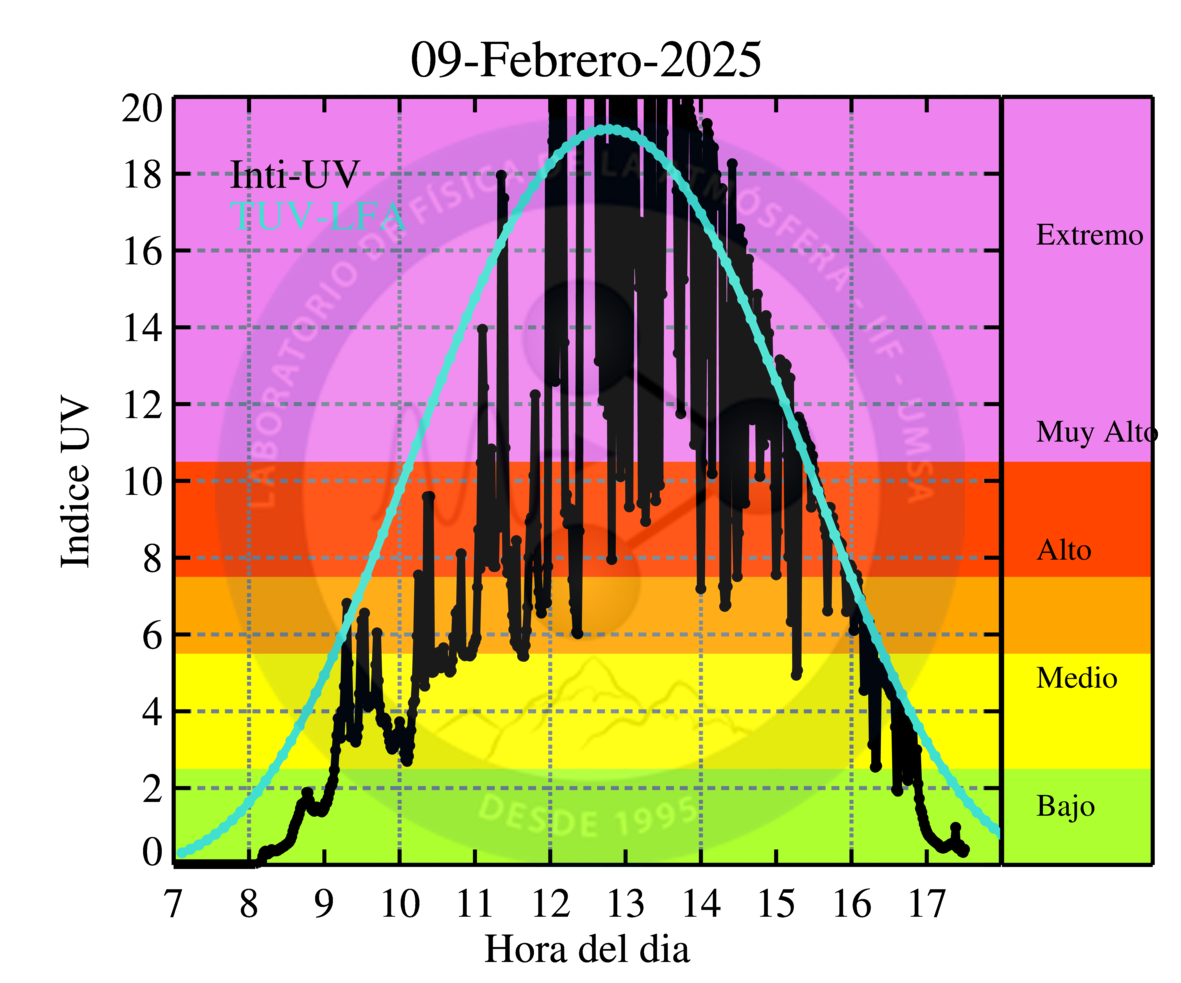 09-Febrero-2025
20
18
16
14
12
10
8
6
4
2
0
Indice UV
Inti-UV
TUV-LFA
LABORATORIO DE FÍSICA DE LA ATMÓSFERA - IIF - UMSA
DESDE 1995
Extremo
Muy Alto
Alto
Medio
Bajo
7 8 9 10 11 12 13 14 15 16 17
Hora del dia